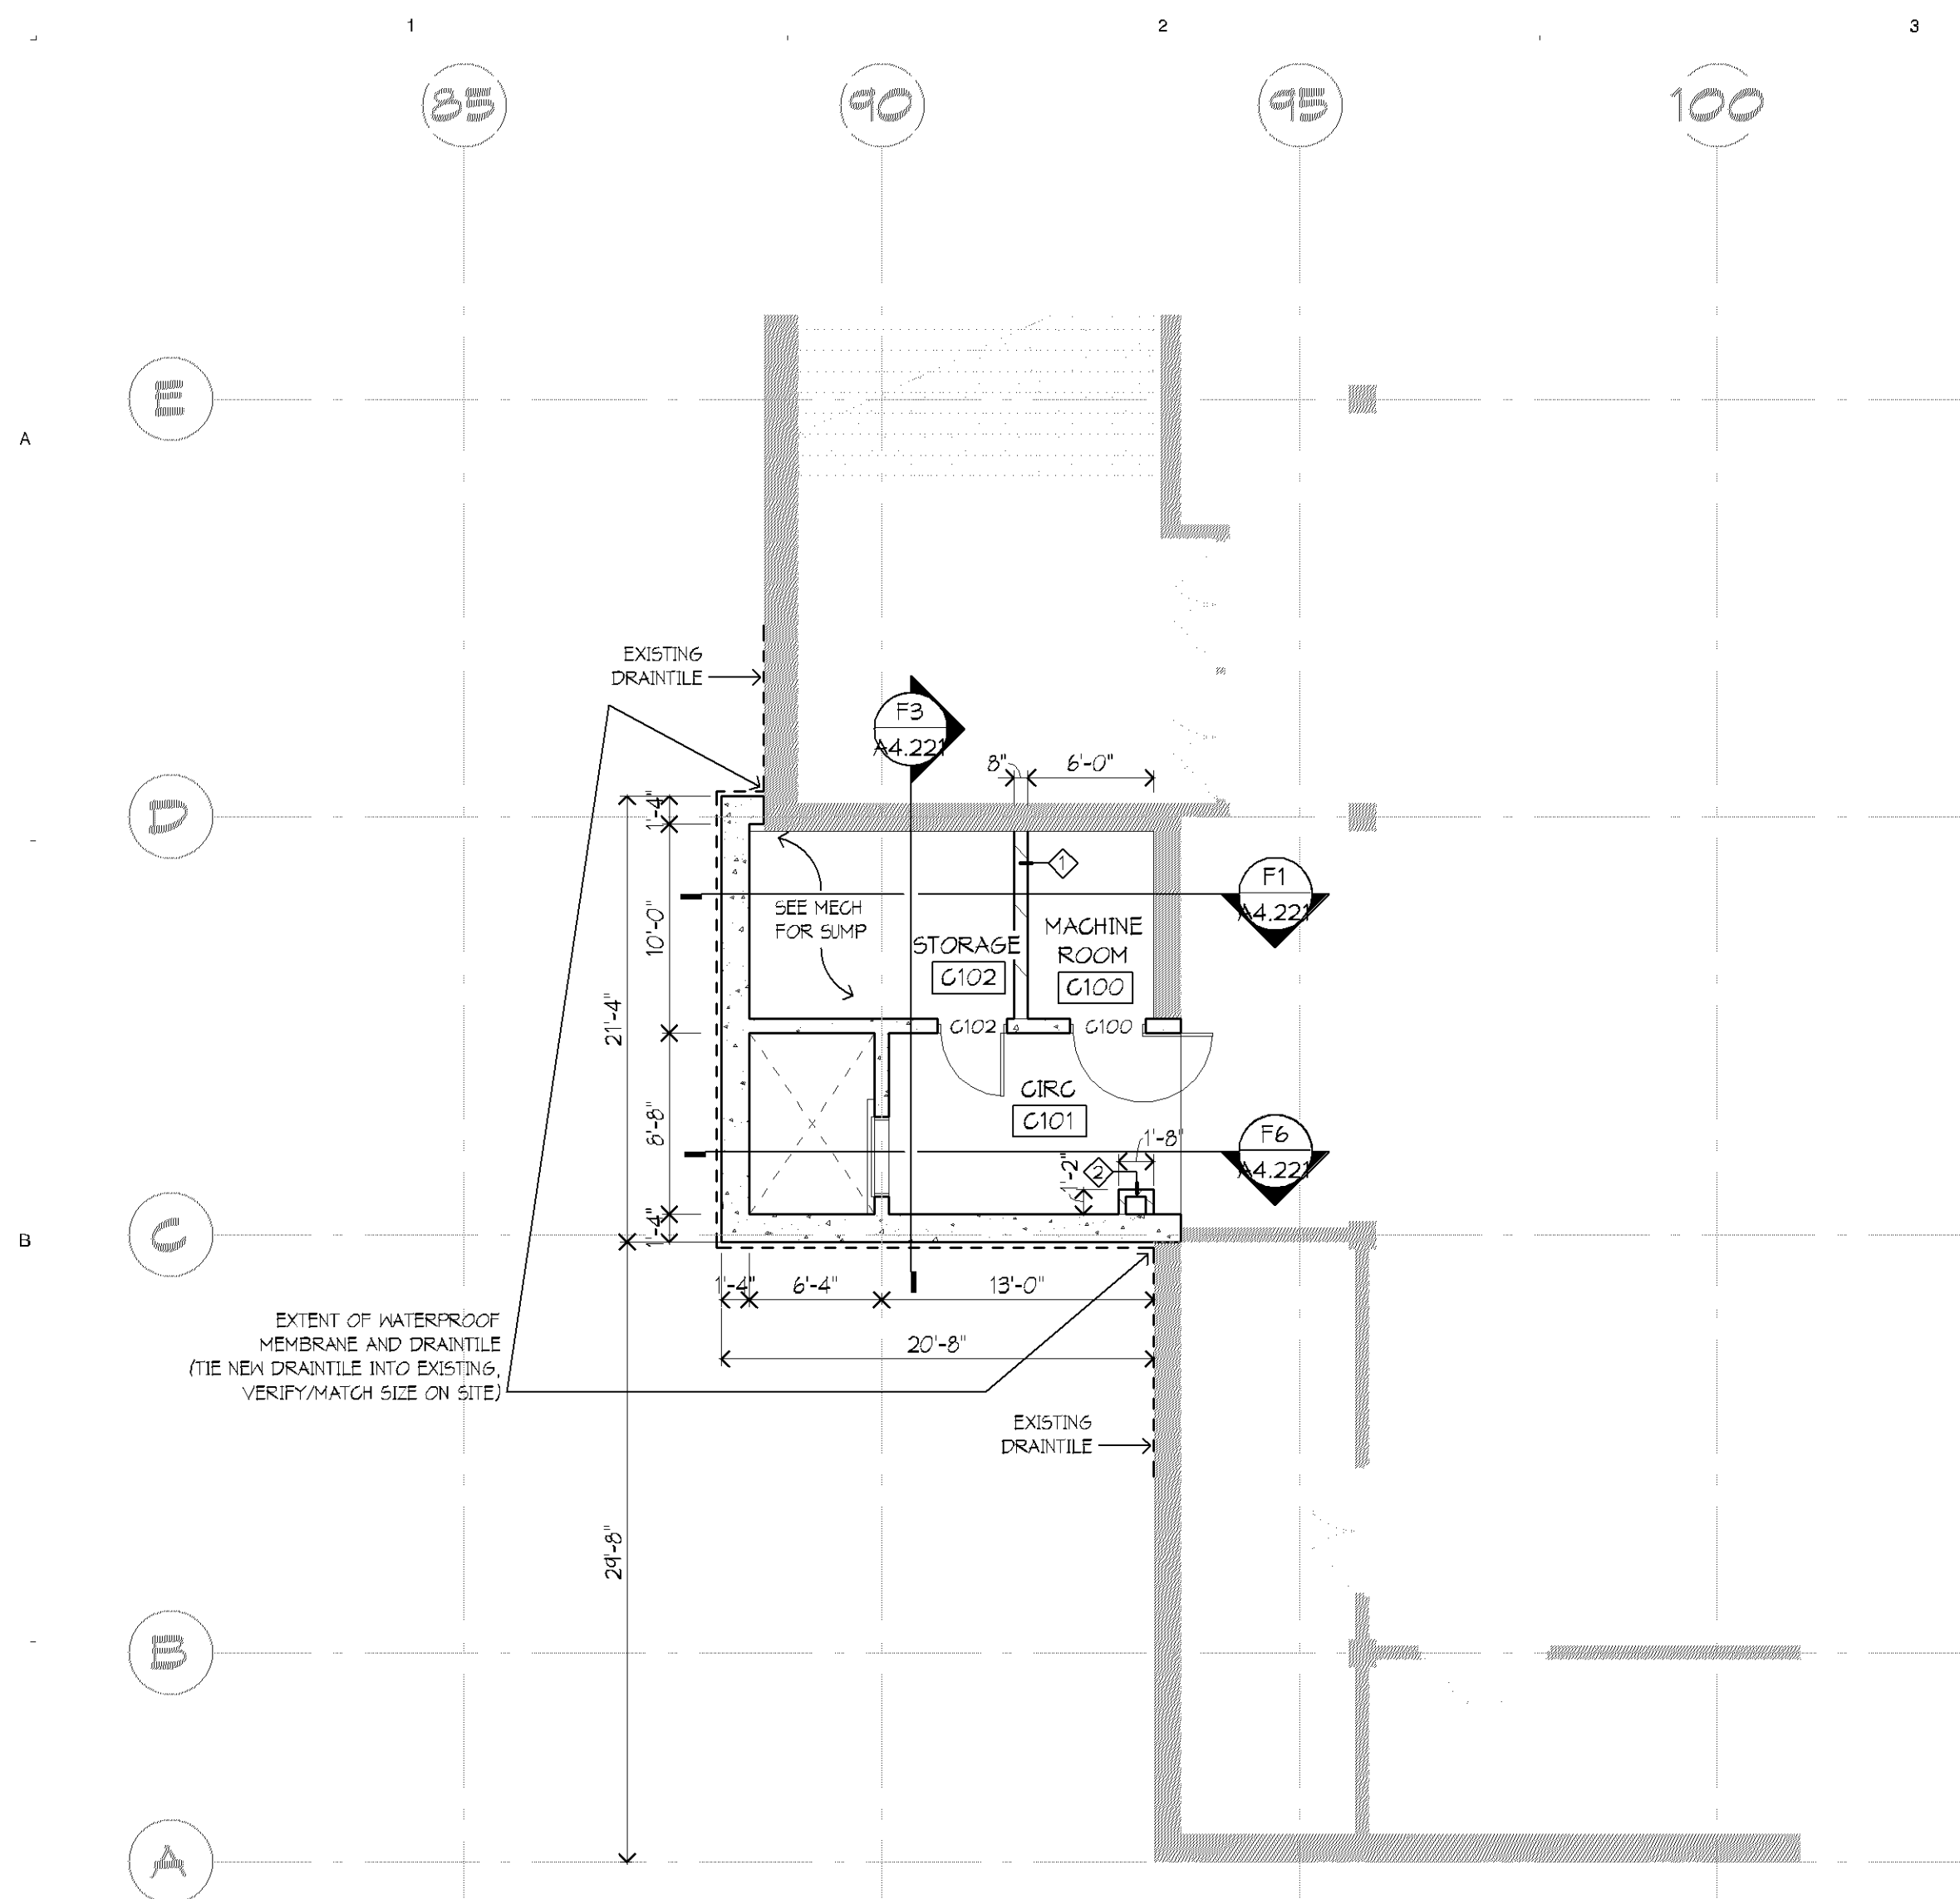 1
2
3
85
90
95
100
E
A
EXISTING
DRAINTILE
F3
A4.221
8"
6'-0"
1'-4"
D
1
F1
A4.221
SEE MECH
FOR SUMP
STORAGE
C102
MACHINE
ROOM
C100
10'-0"
21'-4"
C102
C100
CIRC
C101
8'-8"
F6
A4.221
1'-8"
1'-2"
2
1'-4"
C
B
1'-4"
6'-4"
13'-0"
20'-8"
EXTENT OF WATERPROOF
MEMBRANE AND DRAINTILE
(TIE NEW DRAINTILE INTO EXISTING,
VERIFY/MATCH SIZE ON SITE)
EXISTING
DRAINTILE
29'-8"
B
A